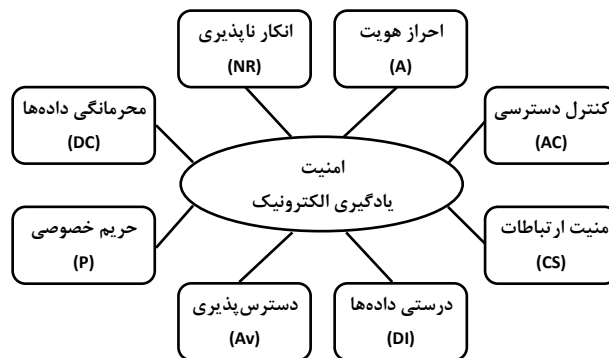 احراز هویت
(A)
انکار ناپذیری
(NR)
کنترل دسترسی
(AC)
محرمانگی داده‌ها
(DC)
امنیت
یادگیری الکترونیک
منیت ارتباطات
(CS)
حریم خصوصی
(P)
درستی داده‌ها
(DI)
دسترس‌پذیری
(Av)